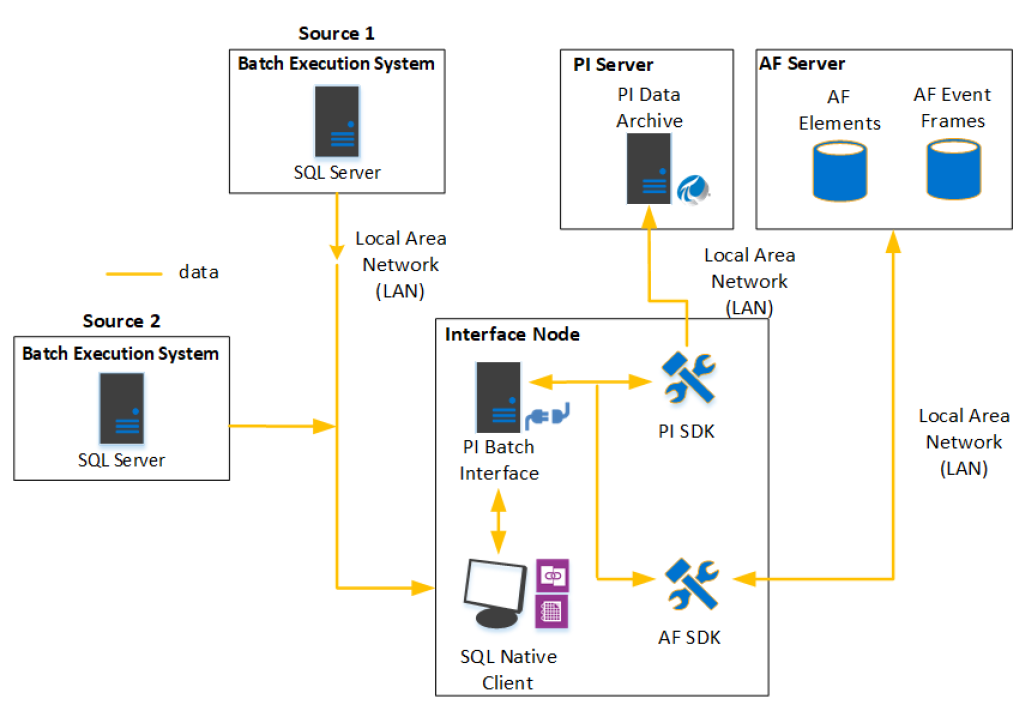 Source 1
Batch Execution System
SQL Server
Local Area
Network
(LAN)
data
Source 2
Batch Execution System
SQL Server
PI Server
PI Data
Archive
AF Server
AF
Elements
AF Event
Frames
Local Area
Network
(LAN)
Interface Node
PI Batch
Interface
PI SDK
SQL Native
Client
AF SDK
Local Area
Network
(LAN)